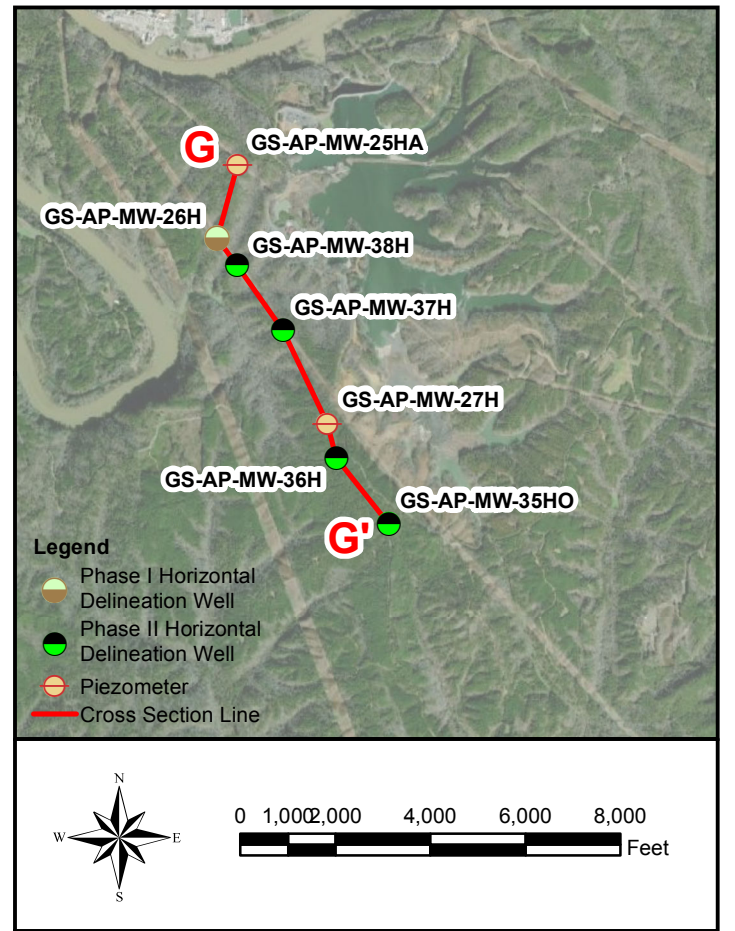 G
GS-AP-MW-25HA
GS-AP-MW-26H
GS-AP-MW-38H
GS-AP-MW-37H
GS-AP-MW-27H
GS-AP-MW-36H
GS-AP-MW-35HO
G'
Legend
Phase I Horizontal
Delineation Well
Phase II Horizontal
Delineation Well
Piezometer
Cross Section Line
N
W E
S
0 1,000 2,000 4,000 6,000 8,000
Feet